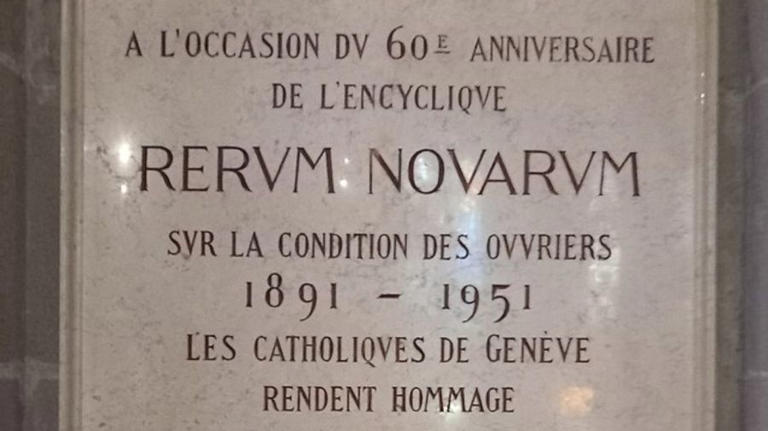 A L'OCCASION DV 60E ANNIVERSAIRE
DE L'ENCYCLIQVE
RERVM NOVARVM
SVR LA CONDITION DES OVVRIERS
1891 - 1951
LES CATHOLIQVES DE GENÈVE
RENDENT HOMMAGE